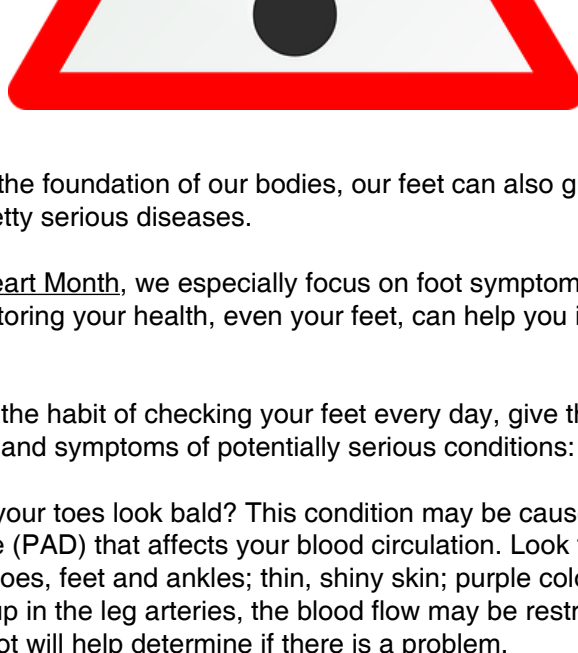 the foundation of our bodies, our feet can also g
etty serious diseases.
eart Month, we especially focus on foot symptom
toring your health, even your feet, can help you i
the habit of checking your feet every day, give th
and symptoms of potentially serious conditions:
your toes look bald? This condition may be caus
e (PAD) that affects your blood circulation. Look
oes, feet and ankles; thin, shiny skin; purple col
up in the leg arteries, the blood flow may be restr
ot will help determine if there is a problem.